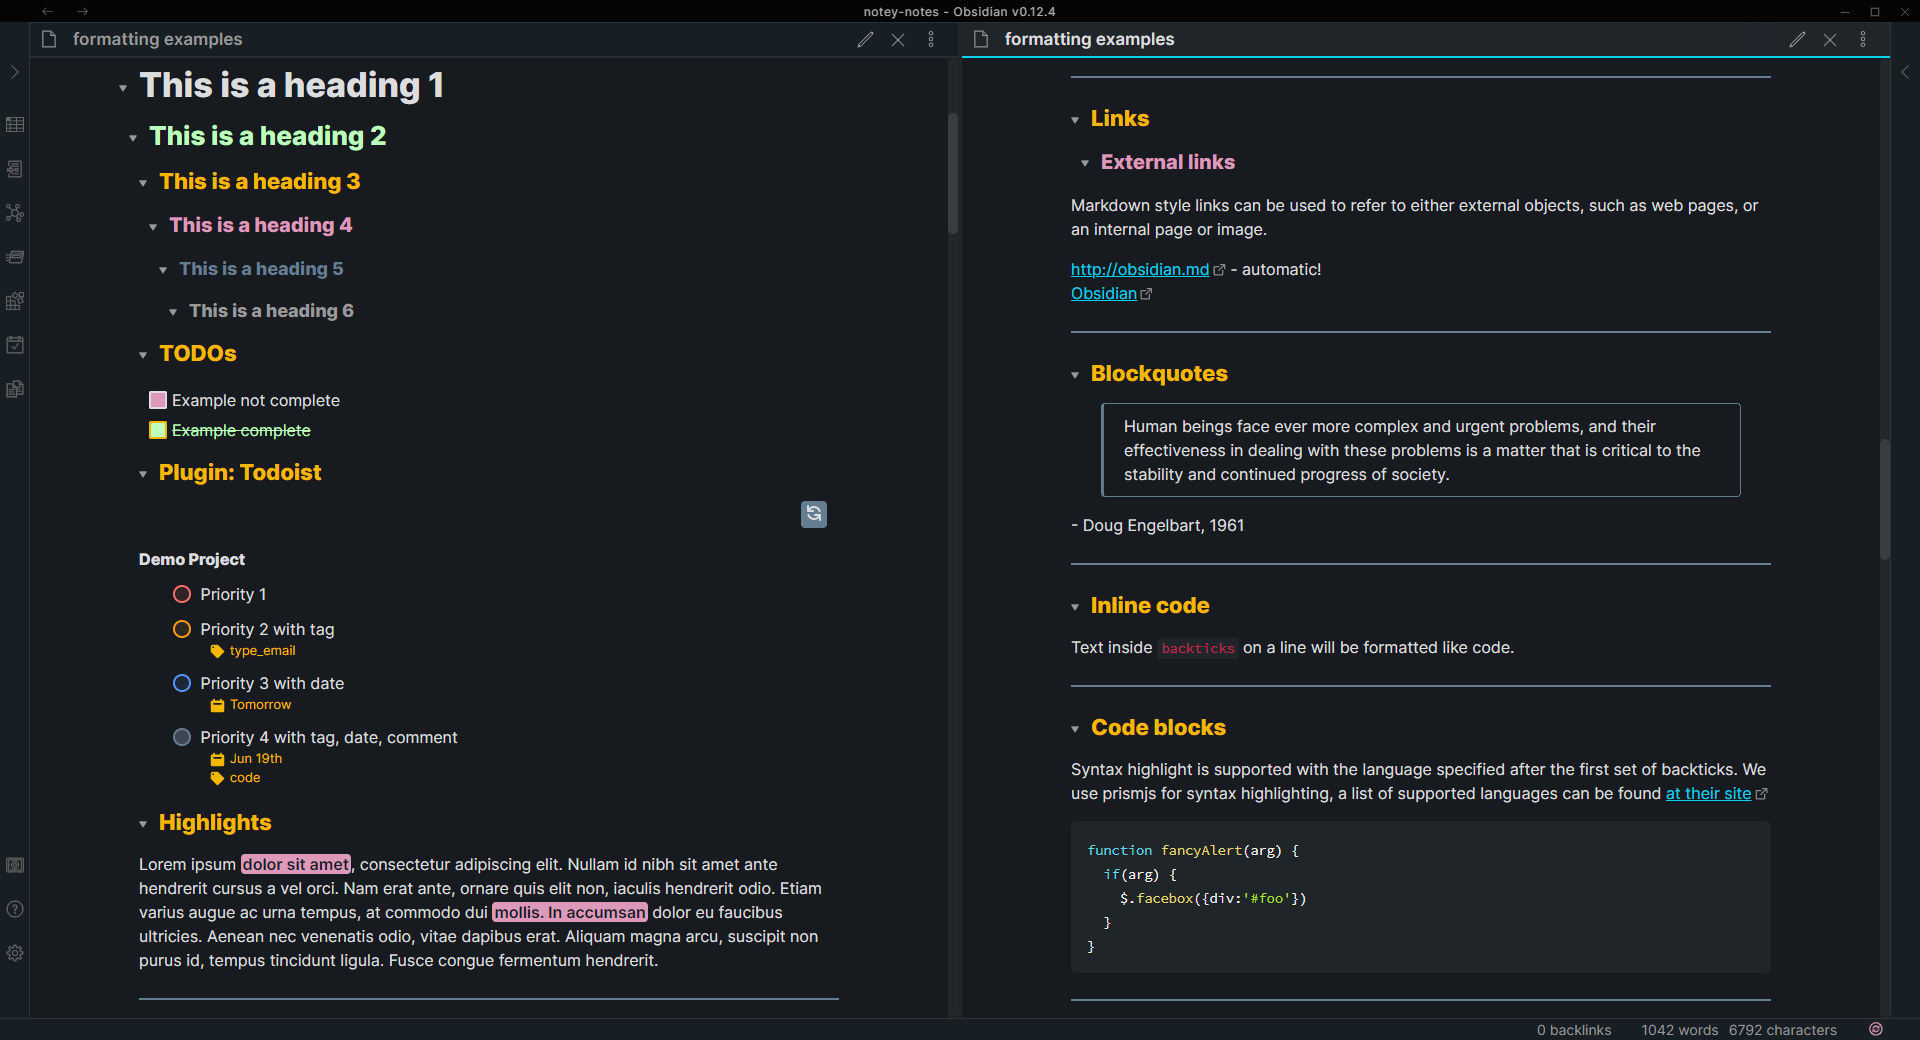 notey-notes - Obsidian v0.12.4
formatting examples
This is a heading 1
This is a heading 2
This is a heading 3
This is a heading 4
This is a heading 5
This is a heading 6
TODOs
Example not complete
Example complete
Plugin: Todoist
Demo Project
Priority 1
Priority 2 with tag
type_email
Priority 3 with date
Tomorrow
Priority 4 with tag, date, comment
Jun 19th
code
Highlights
Lorem ipsum dolor sit amet, consectetur adipiscing elit. Nullam id nibh sit amet ante
hendrerit cursus a vel orci. Nam erat ante, ornare quis elit non, iaculis hendrerit odio. Etiam
varius augue ac urna tempus, at commodo dui mollis. In accumsan dolor eu faucibus
ultricies. Aenean nec venenatis odio, vitae dapibus erat. Aliquam magna arcu, suscipit non
purus id, tempus tincidunt ligula. Fusce congue fermentum hendrerit.
formatting examples
Links
External links
Markdown style links can be used to refer to either external objects, such as web pages, or
an internal page or image.
http://obsidian.md - automatic!
Obsidian
Blockquotes
Human beings face ever more complex and urgent problems, and their
effectiveness in dealing with these problems is a matter that is critical to the
stability and continued progress of society.
- Doug Engelbart, 1961
Inline code
Text inside backticks on a line will be formatted like code.
Code blocks
Syntax highlight is supported with the language specified after the first set of backticks. We
use prismjs for syntax highlighting, a list of supported languages can be found at their site
function fancyAlert(arg) {
  if(arg) {
    $.facebox({div:'#foo'})
  }
}
0 backlinks 1042 words 6792 characters